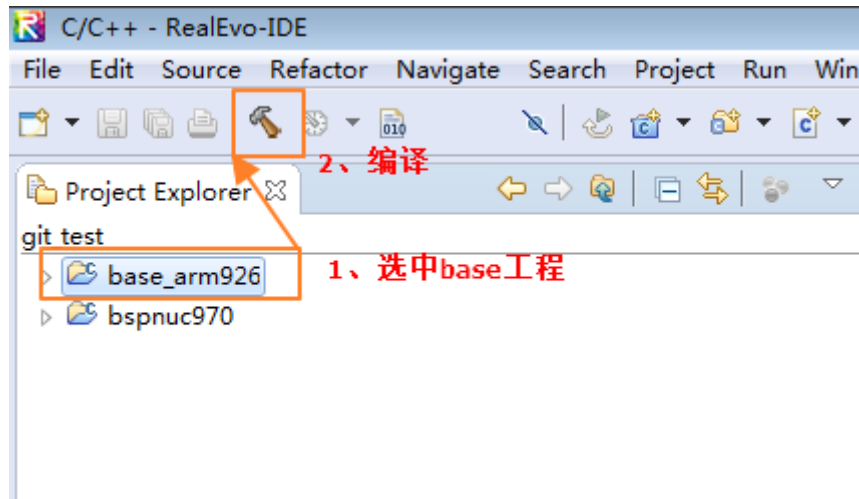 C/C++ - RealEvo-IDE
File Edit Source Refactor Navigate Search Project Run Win
010
2、编译
Project Explorer
git test
base_arm926
1、选中base工程
bspnuc970